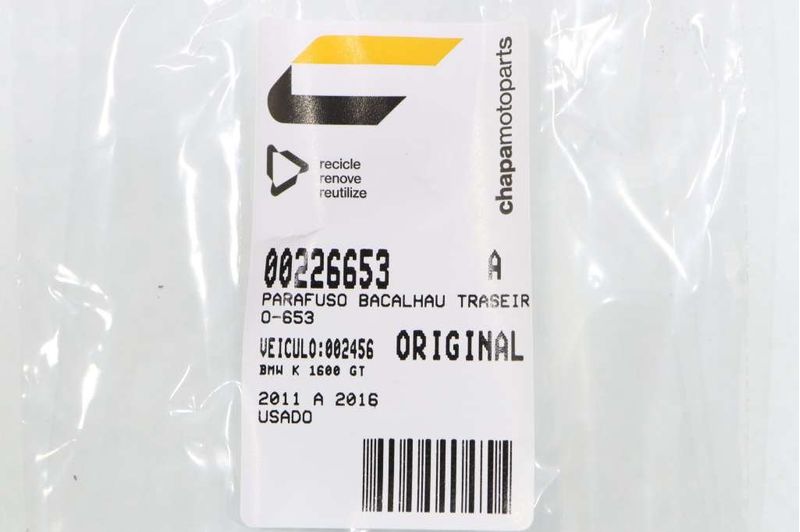 chapamotoparts
recicle
renove
reutilize
00226653 A
PARAFUSO BACALHAU TRASEIR
O-653
VEICULO:002456 ORIGINAL
BMW K 1600 GT
2011 A 2016
USADO